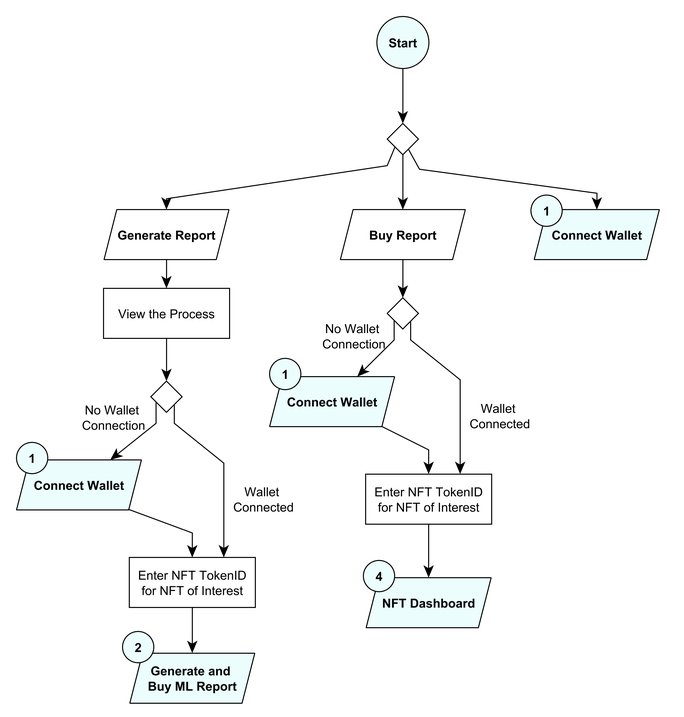 Start
Generate Report
Buy Report
1
Connect Wallet
View the Process
No Wallet
Connection
1
Connect Wallet
Wallet
Connected
No Wallet
Connection
1
Connect Wallet
Wallet
Connected
Enter NFT TokenID
for NFT of Interest
Enter NFT TokenID
for NFT of Interest
4
NFT Dashboard
2
Generate and
Buy ML Report